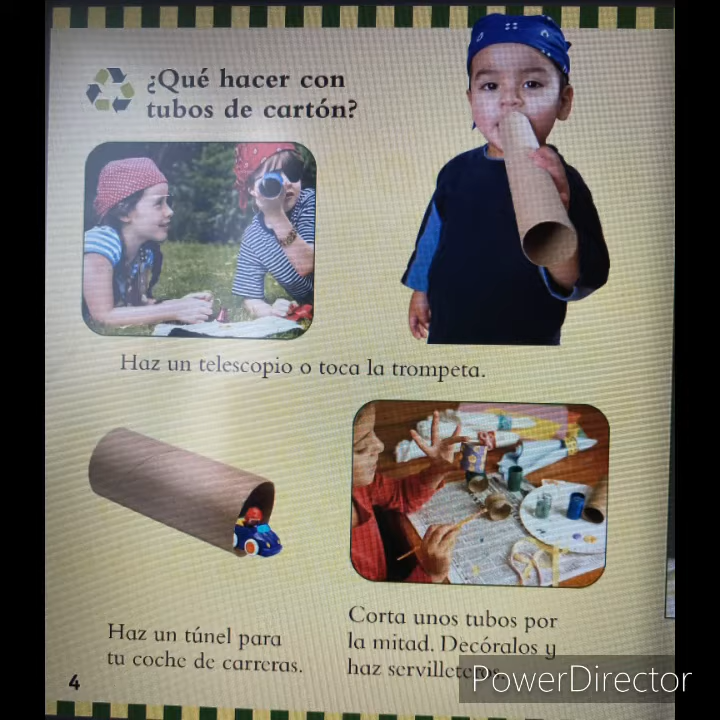 ¿Qué hacer con
tubos de cartón?
Haz un telescopio o toca la trompeta.
Haz un túnel para
tu coche de carreras.
Corta unos tubos por
la mitad. Decóralos y
haz servilleteros.
4
PowerDirector